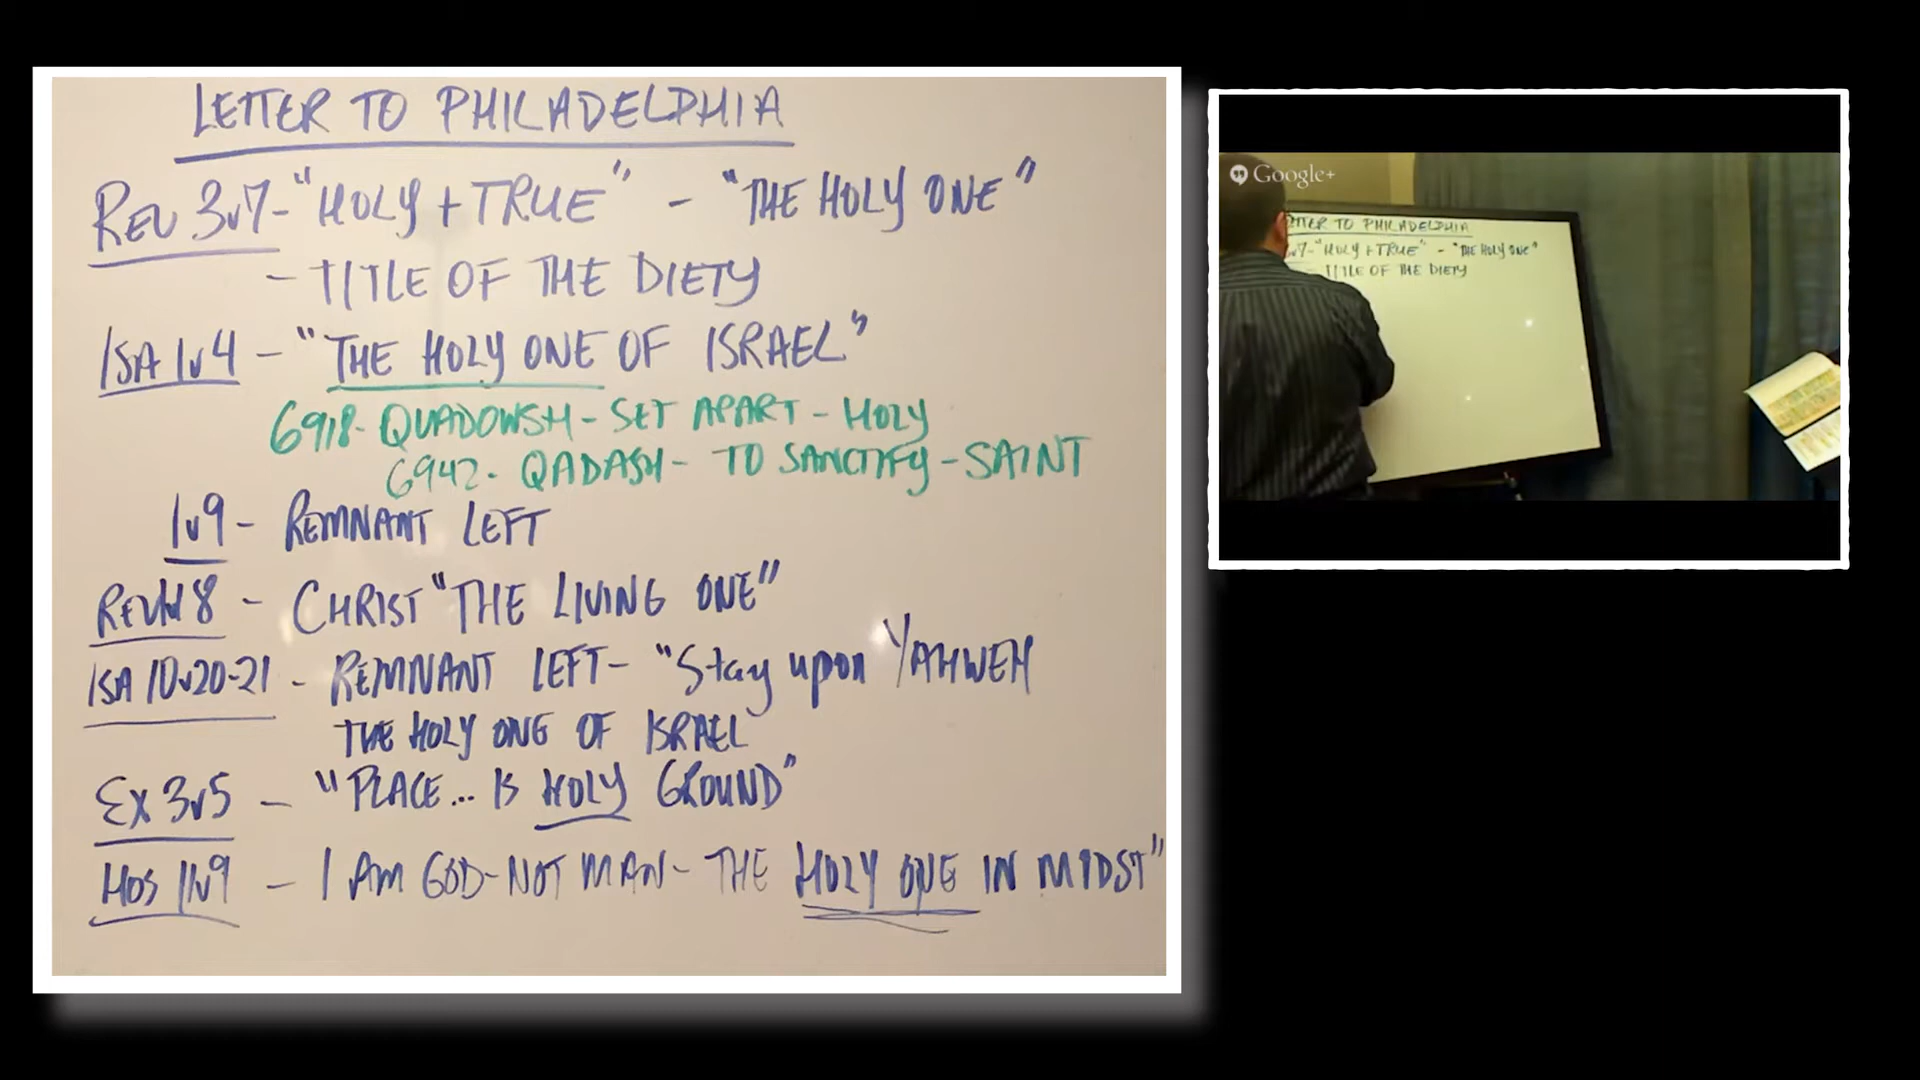 LETTER TO PHILADELPHIA
REV 3v7 - "HOLY + TRUE" - "THE HOLY ONE"
- TITLE OF THE DIETY
ISA 1v4 - "THE HOLY ONE OF ISRAEL"
6918 - QUADOWSH - SET APART - HOLY
6942 - QADASH - TO SANCTIFY - SAINT
1v9 - REMNANT LEFT
REV 1v18 - CHRIST "THE LIVING ONE"
ISA 10v20-21 - REMNANT LEFT - "Stay upon YAHWEH
THE HOLY ONE OF ISRAEL
EX 3v5 - "PLACE... IS HOLY GROUND"
HOS 11v9 - I AM GOD - NOT MAN - THE HOLY ONE IN MIDST"
Google+
ETTER TO PHILADELPHIA
v7 - "HOLY + TRUE" - "THE HOLY ONE"
- TITLE OF THE DIETY